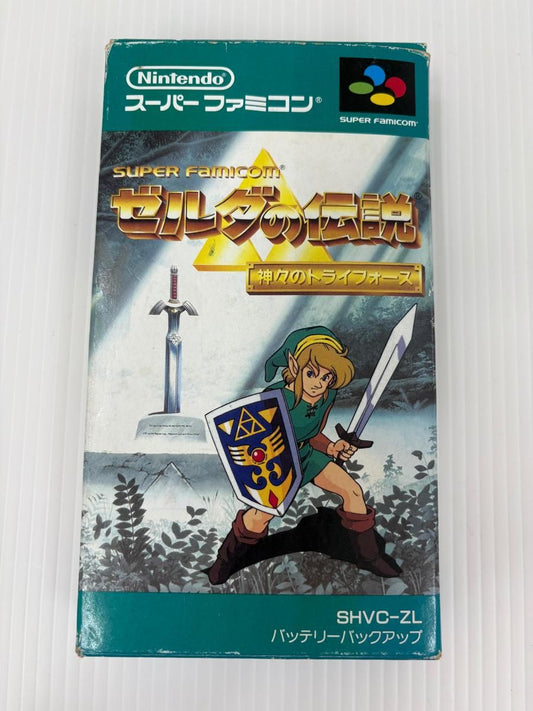 Nintendo®
スーパーファミコン®
SUPER FAMICOM®
SUPER FAMICOM®
ゼルダの伝説
神々のトライフォース
SHVC-ZL
バッテリーバックアップ